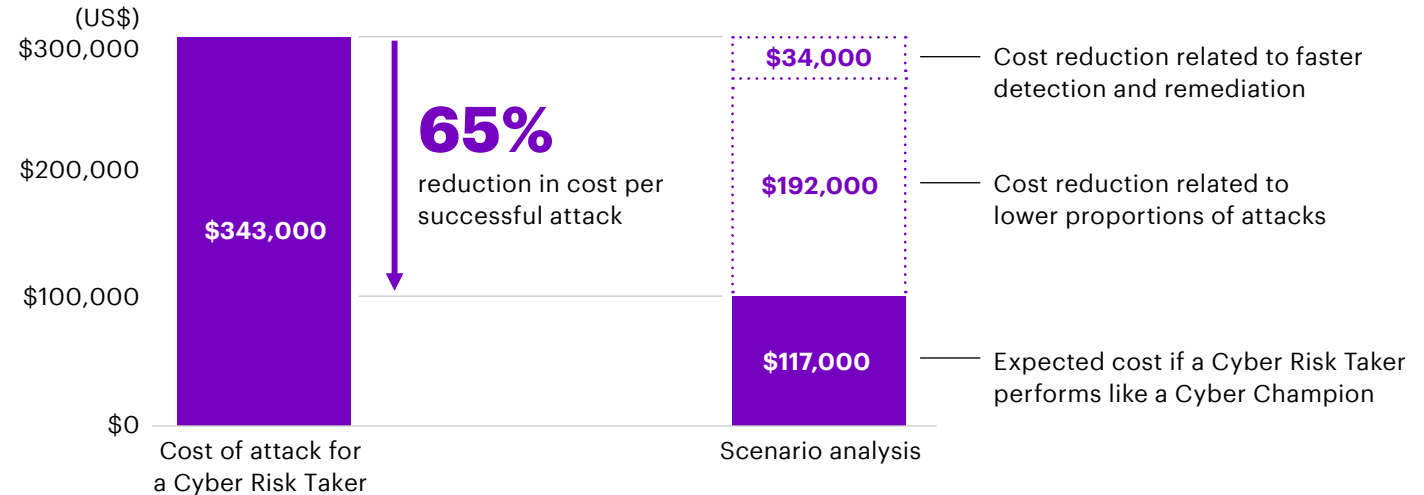 (US$)
$300,000
$200,000
$100,000
$0
$343,000
Cost of attack for
a Cyber Risk Taker
65%
reduction in cost per
successful attack
$34,000
$192,000
$117,000
Scenario analysis
Cost reduction related to faster
detection and remediation
Cost reduction related to
lower proportions of attacks
Expected cost if a Cyber Risk Taker
performs like a Cyber Champion